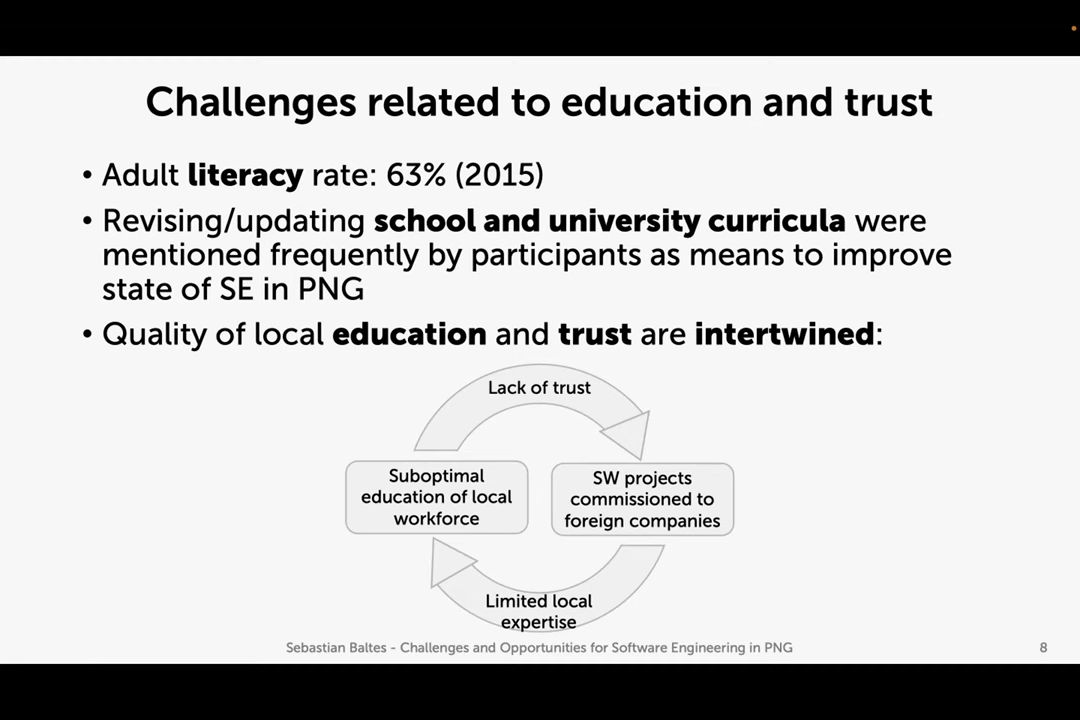 Challenges related to education and trust
• Adult literacy rate: 63% (2015)
• Revising/updating school and university curricula were
mentioned frequently by participants as means to improve
state of SE in PNG
• Quality of local education and trust are intertwined:
Lack of trust
Suboptimal
education of local
workforce
SW projects
commissioned to
foreign companies
Limited local
expertise
Sebastian Baltes - Challenges and Opportunities for Software Engineering in PNG
8